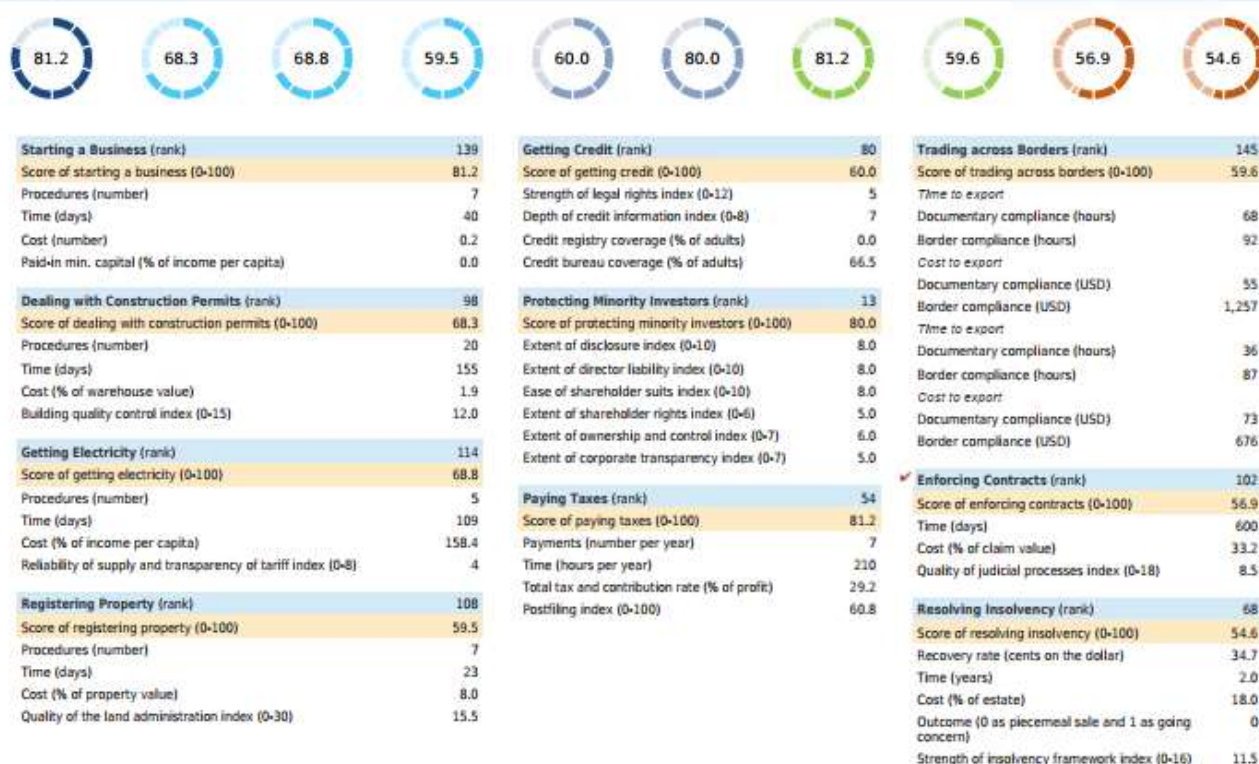 81.2 68.3 68.8 59.5 60.0 80.0 81.2 59.6 56.9 54.6
Starting a Business (rank) 139
Score of starting a business (0-100) 81.2
Procedures (number) 7
Time (days) 40
Cost (number) 0.2
Paid-in min. capital (% of income per capita) 0.0
Dealing with Construction Permits (rank) 98
Score of dealing with construction permits (0-100) 68.3
Procedures (number) 20
Time (days) 155
Cost (% of warehouse value) 1.9
Building quality control index (0-15) 12.0
Getting Electricity (rank) 114
Score of getting electricity (0-100) 68.8
Procedures (number) 5
Time (days) 109
Cost (% of income per capita) 158.4
Reliability of supply and transparency of tariff index (0-8) 4
Registering Property (rank) 108
Score of registering property (0-100) 59.5
Procedures (number) 7
Time (days) 23
Cost (% of property value) 8.0
Quality of the land administration index (0-30) 15.5
Getting Credit (rank) 80
Score of getting credit (0-100) 60.0
Strength of legal rights index (0-12) 5
Depth of credit information index (0-8) 7
Credit registry coverage (% of adults) 0.0
Credit bureau coverage (% of adults) 66.5
Protecting Minority Investors (rank) 13
Score of protecting minority investors (0-100) 80.0
Extent of disclosure index (0-10) 8.0
Extent of director liability index (0-10) 8.0
Ease of shareholder suits index (0-10) 8.0
Extent of shareholder rights index (0-6) 5.0
Extent of ownership and control index (0-7) 6.0
Extent of corporate transparency index (0-7) 5.0
Paying Taxes (rank) 54
Score of paying taxes (0-100) 81.2
Payments (number per year) 7
Time (hours per year) 210
Total tax and contribution rate (% of profit) 29.2
Postfiling index (0-100) 60.8
Trading across Borders (rank) 145
Score of trading across borders (0-100) 59.6
Time to export
Documentary compliance (hours) 68
Border compliance (hours) 92
Cost to export
Documentary compliance (USD) 55
Border compliance (USD) 1,257
Time to export
Documentary compliance (hours) 36
Border compliance (hours) 87
Cost to export
Documentary compliance (USD) 73
Border compliance (USD) 676
Enforcing Contracts (rank) 102
Score of enforcing contracts (0-100) 56.9
Time (days) 600
Cost (% of claim value) 33.2
Quality of judicial processes index (0-18) 8.5
Resolving Insolvency (rank) 68
Score of resolving insolvency (0-100) 54.6
Recovery rate (cents on the dollar) 34.7
Time (years) 2.0
Cost (% of estate) 18.0
Outcome (0 as piecemeal sale and 1 as going 0
concern)
Strength of insolvency framework index (0-16) 11.5